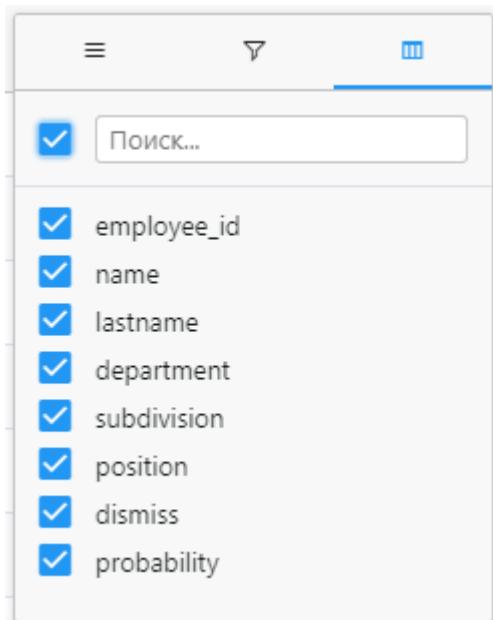 Поиск...
employee_id
name
lastname
department
subdivision
position
dismiss
probability